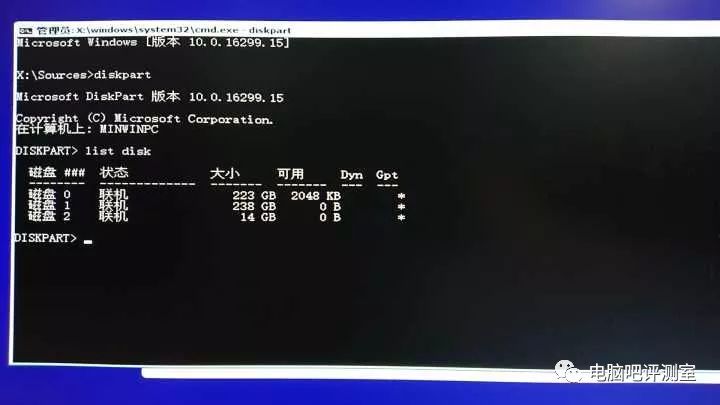 管理员: X:\windows\system32\cmd.exe - diskpart
Microsoft Windows [版本 10.0.16299.15]
X:\Sources>diskpart
Microsoft DiskPart 版本 10.0.16299.15
Copyright (C) Microsoft Corporation.
在计算机上: MINWINPC
DISKPART> list disk
磁盘 ### 状态 大小 可用 Dyn Gpt
-------- ------------- ------- ------- --- ---
磁盘 0 联机 223 GB 2048 KB *
磁盘 1 联机 238 GB 0 B *
磁盘 2 联机 14 GB 0 B *
DISKPART> _
电脑吧评测室